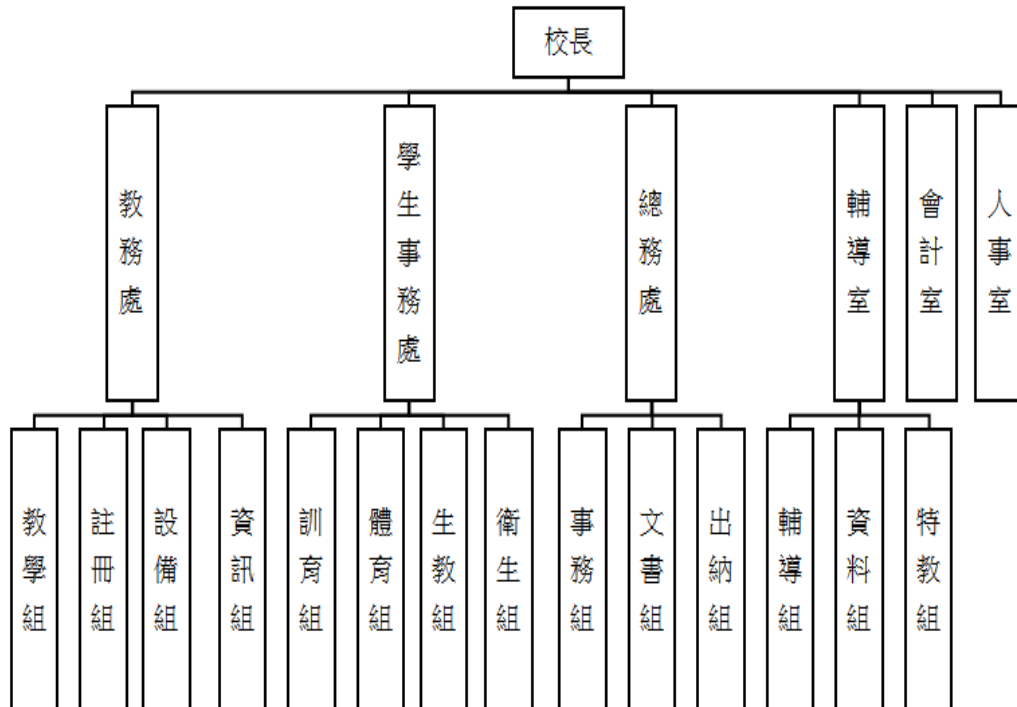 校長
教務處
學生事務處
總務處
輔導室
會計室
人事室
教學組
註冊組
設備組
資訊組
訓育組
體育組
生教組
衛生組
事務組
文書組
出納組
輔導組
資料組
特教組